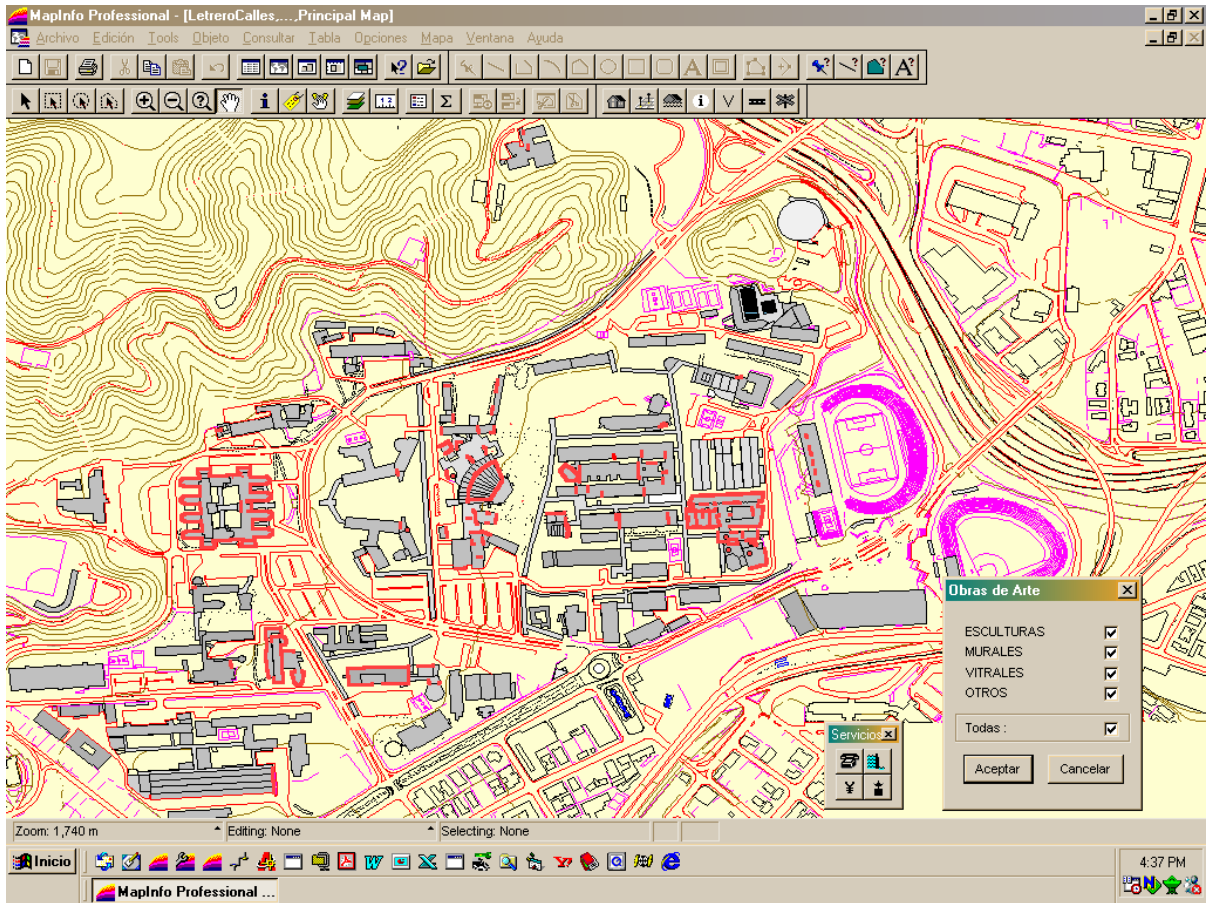 MapInfo Professional - [LetreroCalles,...,Principal Map]
Archivo Edición Tools Objeto Consultar Tabla Opciones Mapa Ventana Ayuda
Obras de Arte
ESCULTURAS
MURALES
VITRALES
OTROS
Todas :
Aceptar Cancelar
Servicios
Zoom: 1,740 m Editing: None Selecting: None
Inicio
4:37 PM
MapInfo Professional ...